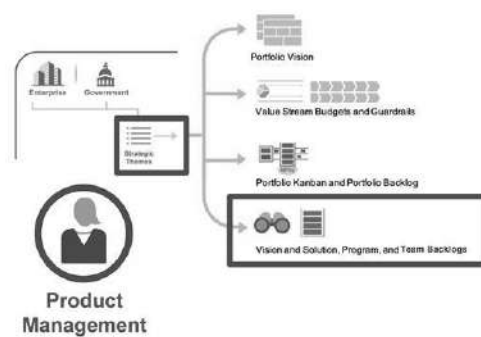 Portfolio Vision
Enterprise
Government
Value Stream Budgets and Guardrails
Strategic
Themes
Portfolio Kanban and Portfolio Backlog
Vision and Solution, Program, and Team Backlogs
Product
Management